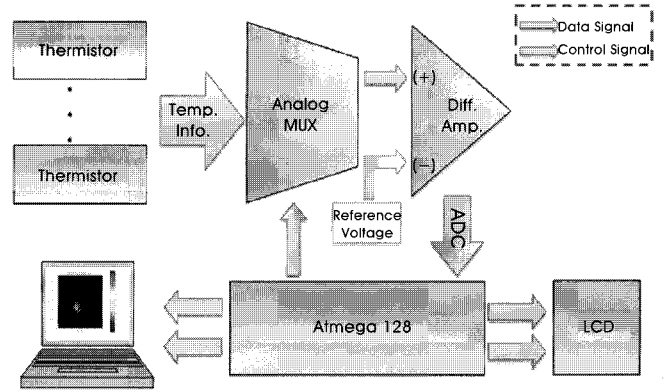 Thermistor
Thermistor
Temp.
Info.
Analog
MUX
(+)
(−)
Diff.
Amp.
Data Signal
Control Signal
Reference
Voltage
ADC
Atmega 128
LCD